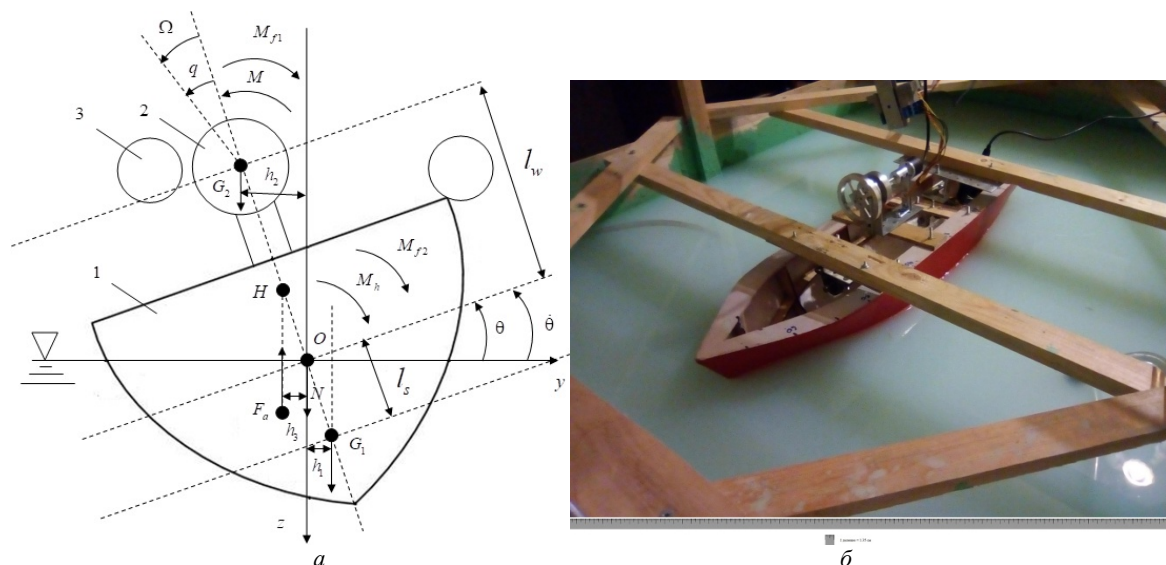 Ω
M_{f1}
q
M
3
2
l_w
G_2
h_2
M_{f2}
1
M_h
H
θ
θ̇
O
y
l_s
F_a
N
h_3
G_1
h_1
z
а
б